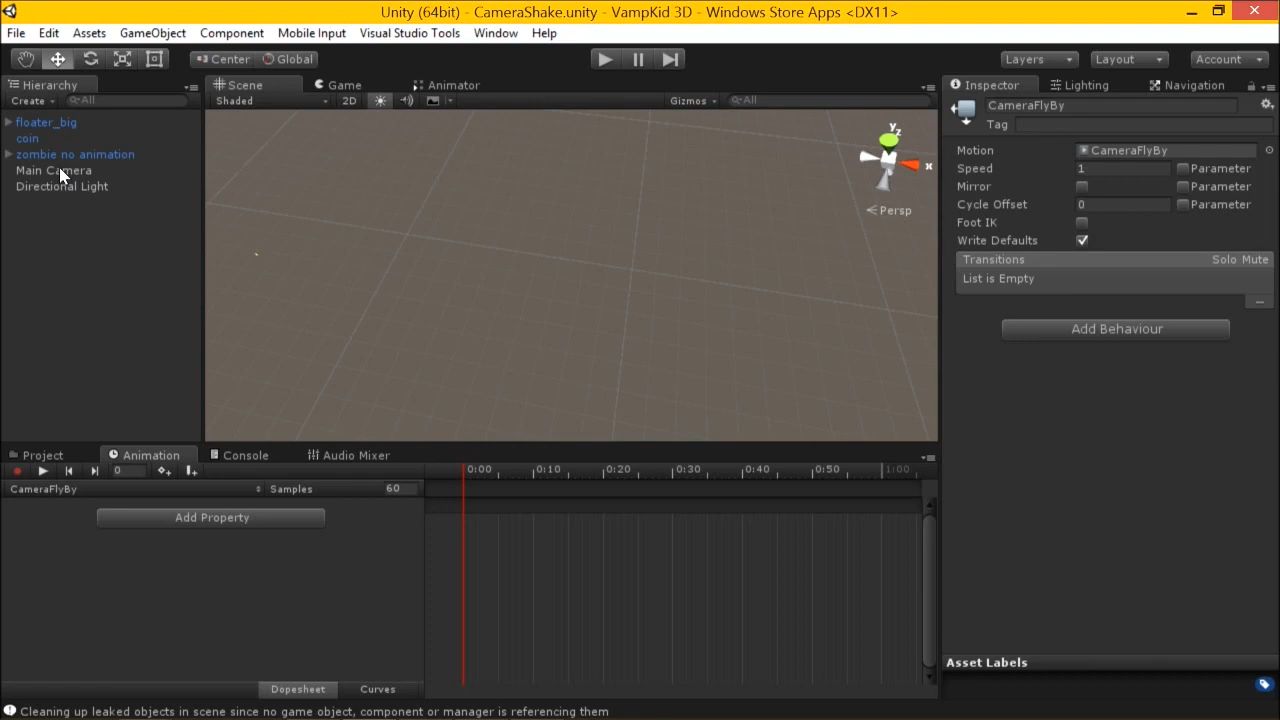 Unity (64bit) - CameraShake.unity - VampKid 3D - Windows Store Apps <DX11>
File Edit Assets GameObject Component Mobile Input Visual Studio Tools Window Help
Center Global Layers Layout Account
Hierarchy Scene Game Animator Inspector Lighting Navigation
Create All Shaded 2D Gizmos All
CameraFlyBy
Tag
floater_big
coin
zombie no animation
Main Camera
Directional Light
y
z
x
Persp
Motion CameraFlyBy
Speed 1 Parameter
Mirror Parameter
Cycle Offset 0 Parameter
Foot IK
Write Defaults
Transitions Solo Mute
List is Empty
Add Behaviour
Project Animation Console Audio Mixer
0 0:00 0:10 0:20 0:30 0:40 0:50 1:00
CameraFlyBy Samples 60
Add Property
Dopesheet Curves
Asset Labels
Cleaning up leaked objects in scene since no game object, component or manager is referencing them